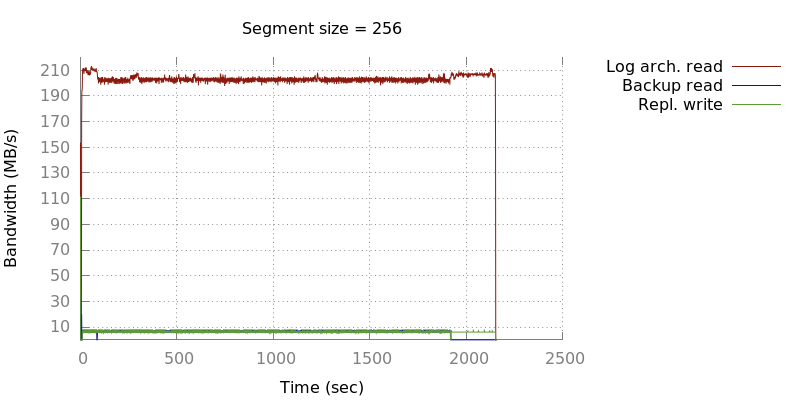 Segment size = 256
Log arch. read
Backup read
Repl. write
Bandwidth (MB/s)
210
190
170
150
130
110
90
70
50
30
10
0 500 1000 1500 2000 2500
Time (sec)